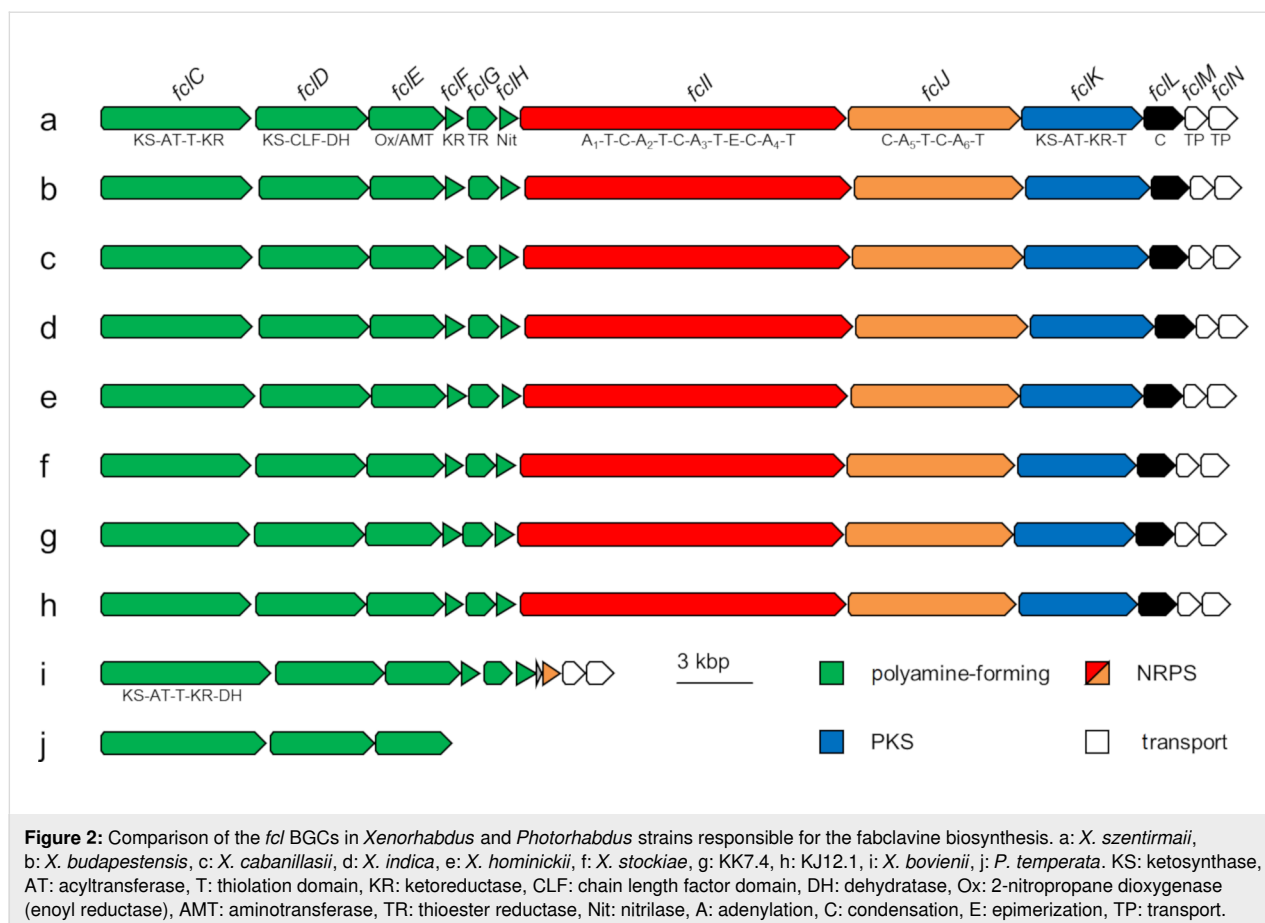 fclC fclD fclE fclF fclG fclH fclI fclJ fclK fclL fclM fclN
a
KS-AT-T-KR KS-CLF-DH Ox/AMT KR TR Nit A₁-T-C-A₂-T-C-A₃-T-E-C-A₄-T C-A₅-T-C-A₆-T KS-AT-KR-T C TP TP
b
c
d
e
f
g
h
i
KS-AT-T-KR-DH
3 kbp
polyamine-forming NRPS
j
PKS transport
Figure 2: Comparison of the fcl BGCs in Xenorhabdus and Photorhabdus strains responsible for the fabclavine biosynthesis. a: X. szentirmaii,
b: X. budapestensis, c: X. cabanillasii, d: X. indica, e: X. hominickii, f: X. stockiae, g: KK7.4, h: KJ12.1, i: X. bovienii, j: P. temperata. KS: ketosynthase,
AT: acyltransferase, T: thiolation domain, KR: ketoreductase, CLF: chain length factor domain, DH: dehydratase, Ox: 2-nitropropane dioxygenase
(enoyl reductase), AMT: aminotransferase, TR: thioester reductase, Nit: nitrilase, A: adenylation, C: condensation, E: epimerization, TP: transport.